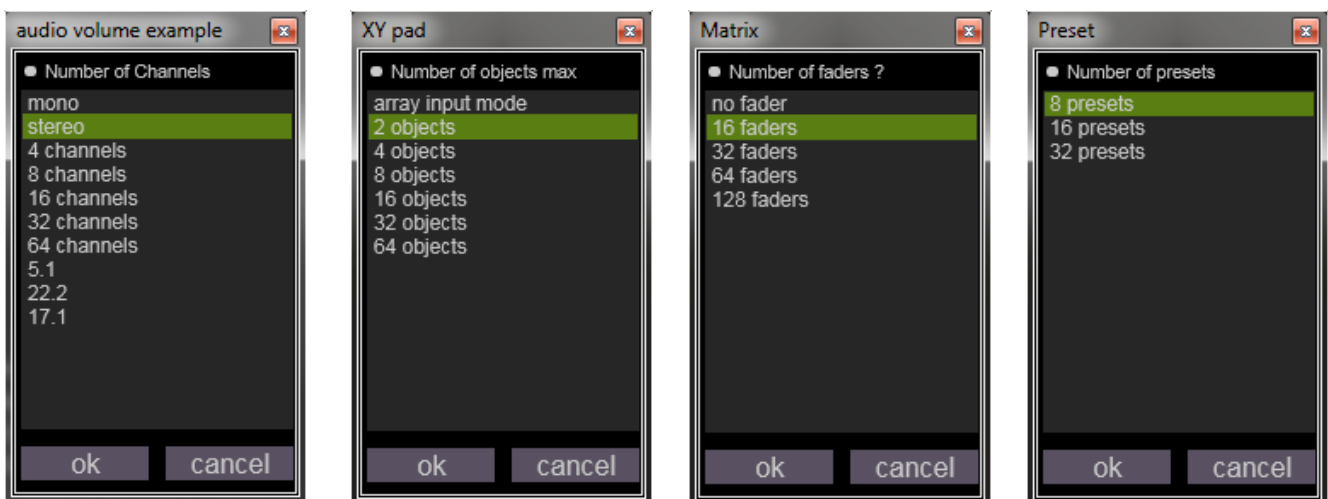 audio volume example
Number of Channels
mono
stereo
4 channels
8 channels
16 channels
32 channels
64 channels
5.1
22.2
17.1
ok
cancel
XY pad
Number of objects max
array input mode
2 objects
4 objects
8 objects
16 objects
32 objects
64 objects
ok
cancel
Matrix
Number of faders ?
no fader
16 faders
32 faders
64 faders
128 faders
ok
cancel
Preset
Number of presets
8 presets
16 presets
32 presets
ok
cancel